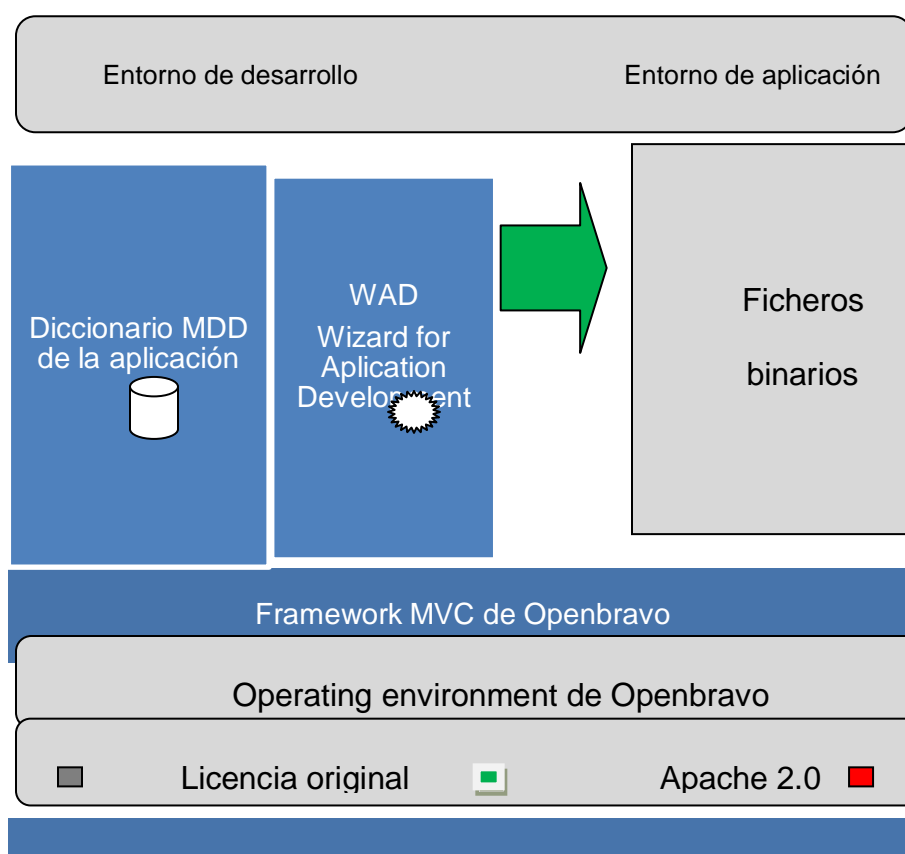 Entorno de desarrollo
Entorno de aplicación
Diccionario MDD
de la aplicación
WAD
Wizard for
Aplication
Development
Ficheros
binarios
Framework MVC de Openbravo
Operating environment de Openbravo
Licencia original
Apache 2.0